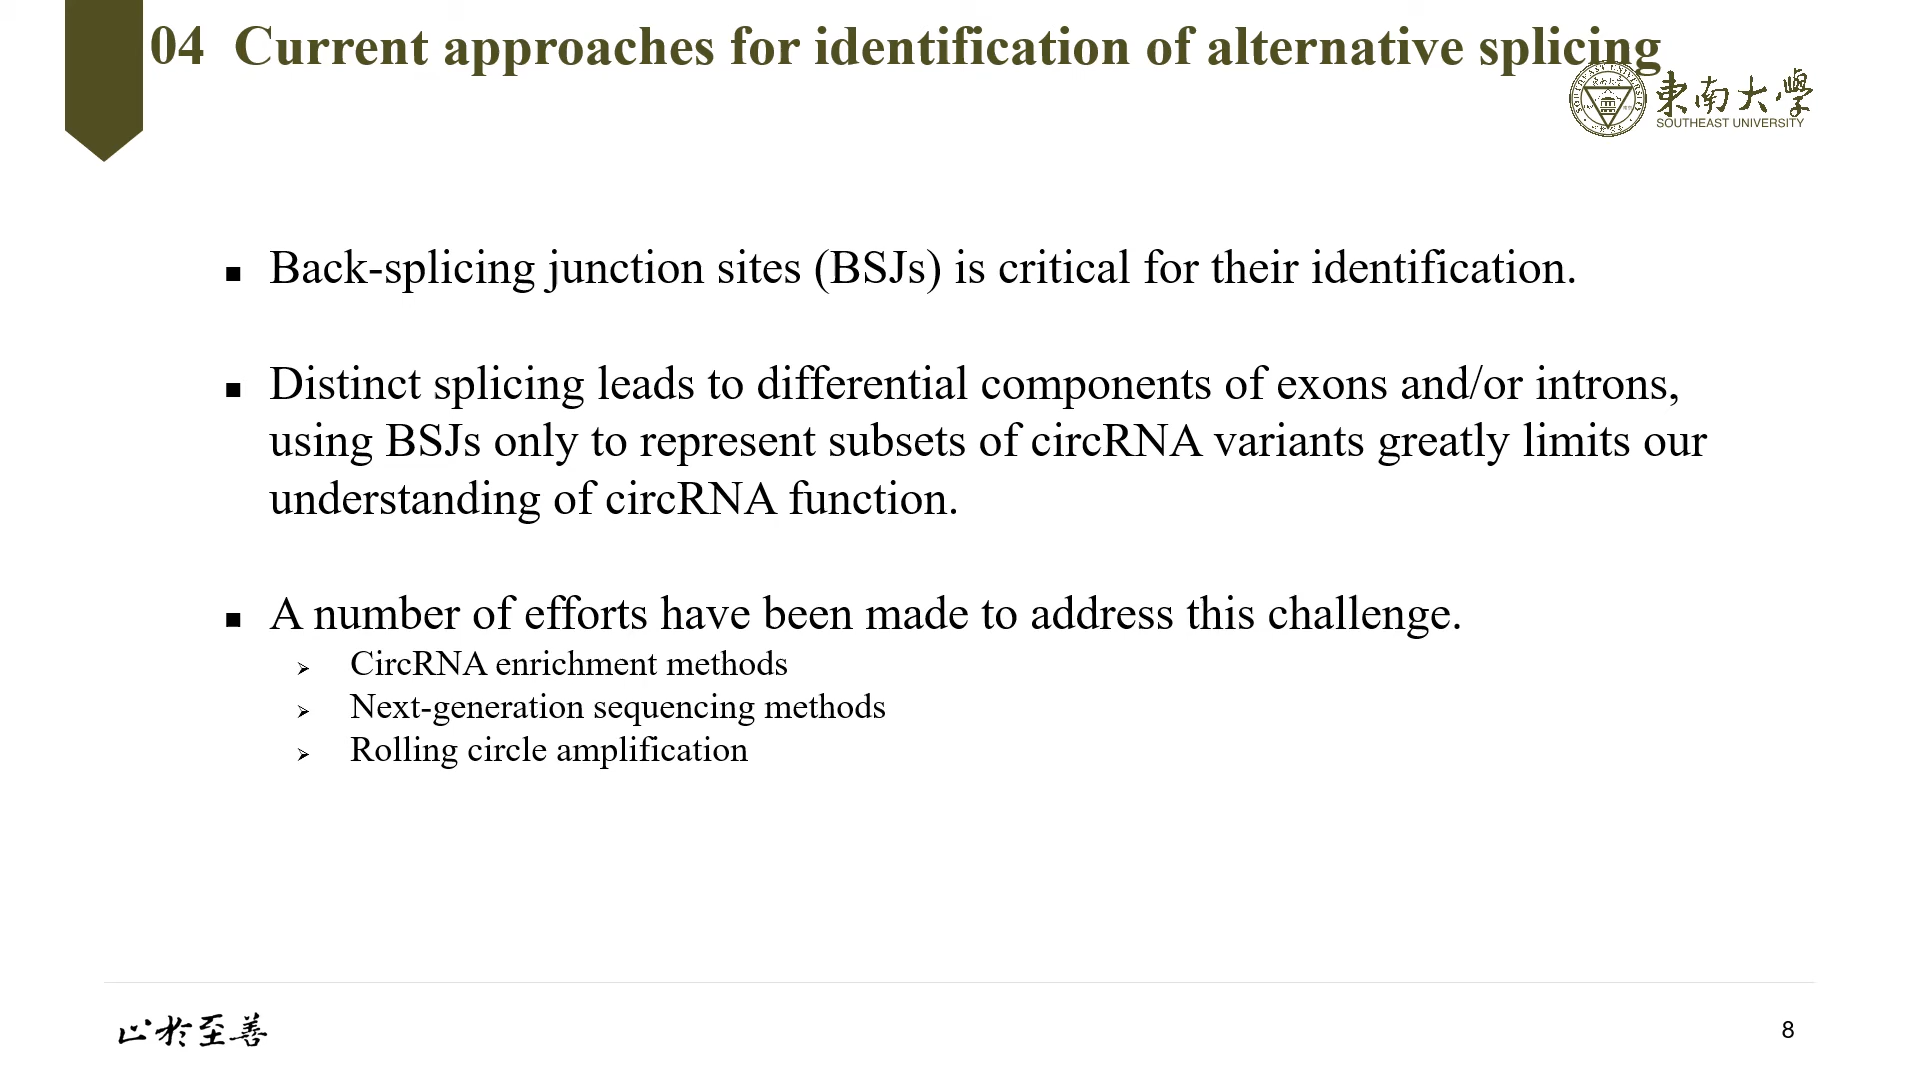 04 Current approaches for identification of alternative splicing
東南大學
SOUTHEAST UNIVERSITY
■ Back-splicing junction sites (BSJs) is critical for their identification.
■ Distinct splicing leads to differential components of exons and/or introns,
using BSJs only to represent subsets of circRNA variants greatly limits our
understanding of circRNA function.
■ A number of efforts have been made to address this challenge.
➢ CircRNA enrichment methods
➢ Next-generation sequencing methods
➢ Rolling circle amplification
止於至善
8